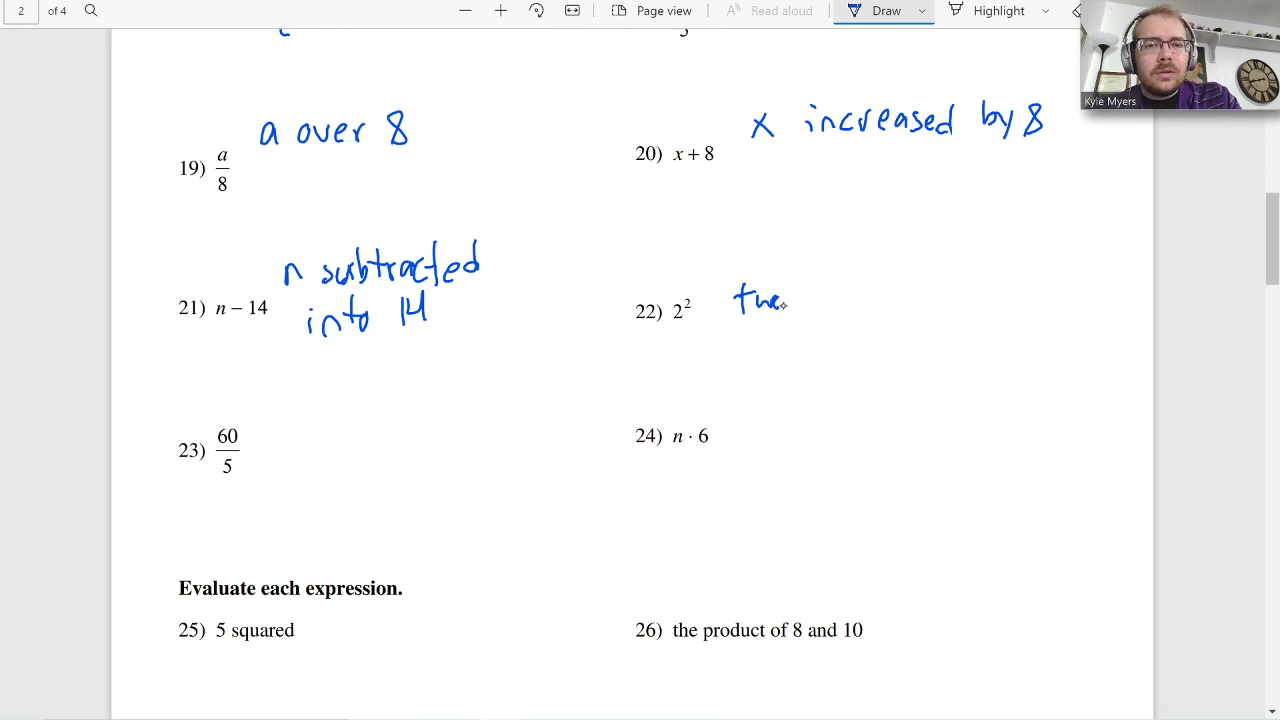 2 of 4 Page view Read aloud Draw Highlight
Kyle Myers
a over 8
19) a/8
x increased by 8
20) x + 8
n subtracted
into 14
21) n − 14
the
22) 2²
23) 60/5
24) n · 6
Evaluate each expression.
25) 5 squared
26) the product of 8 and 10